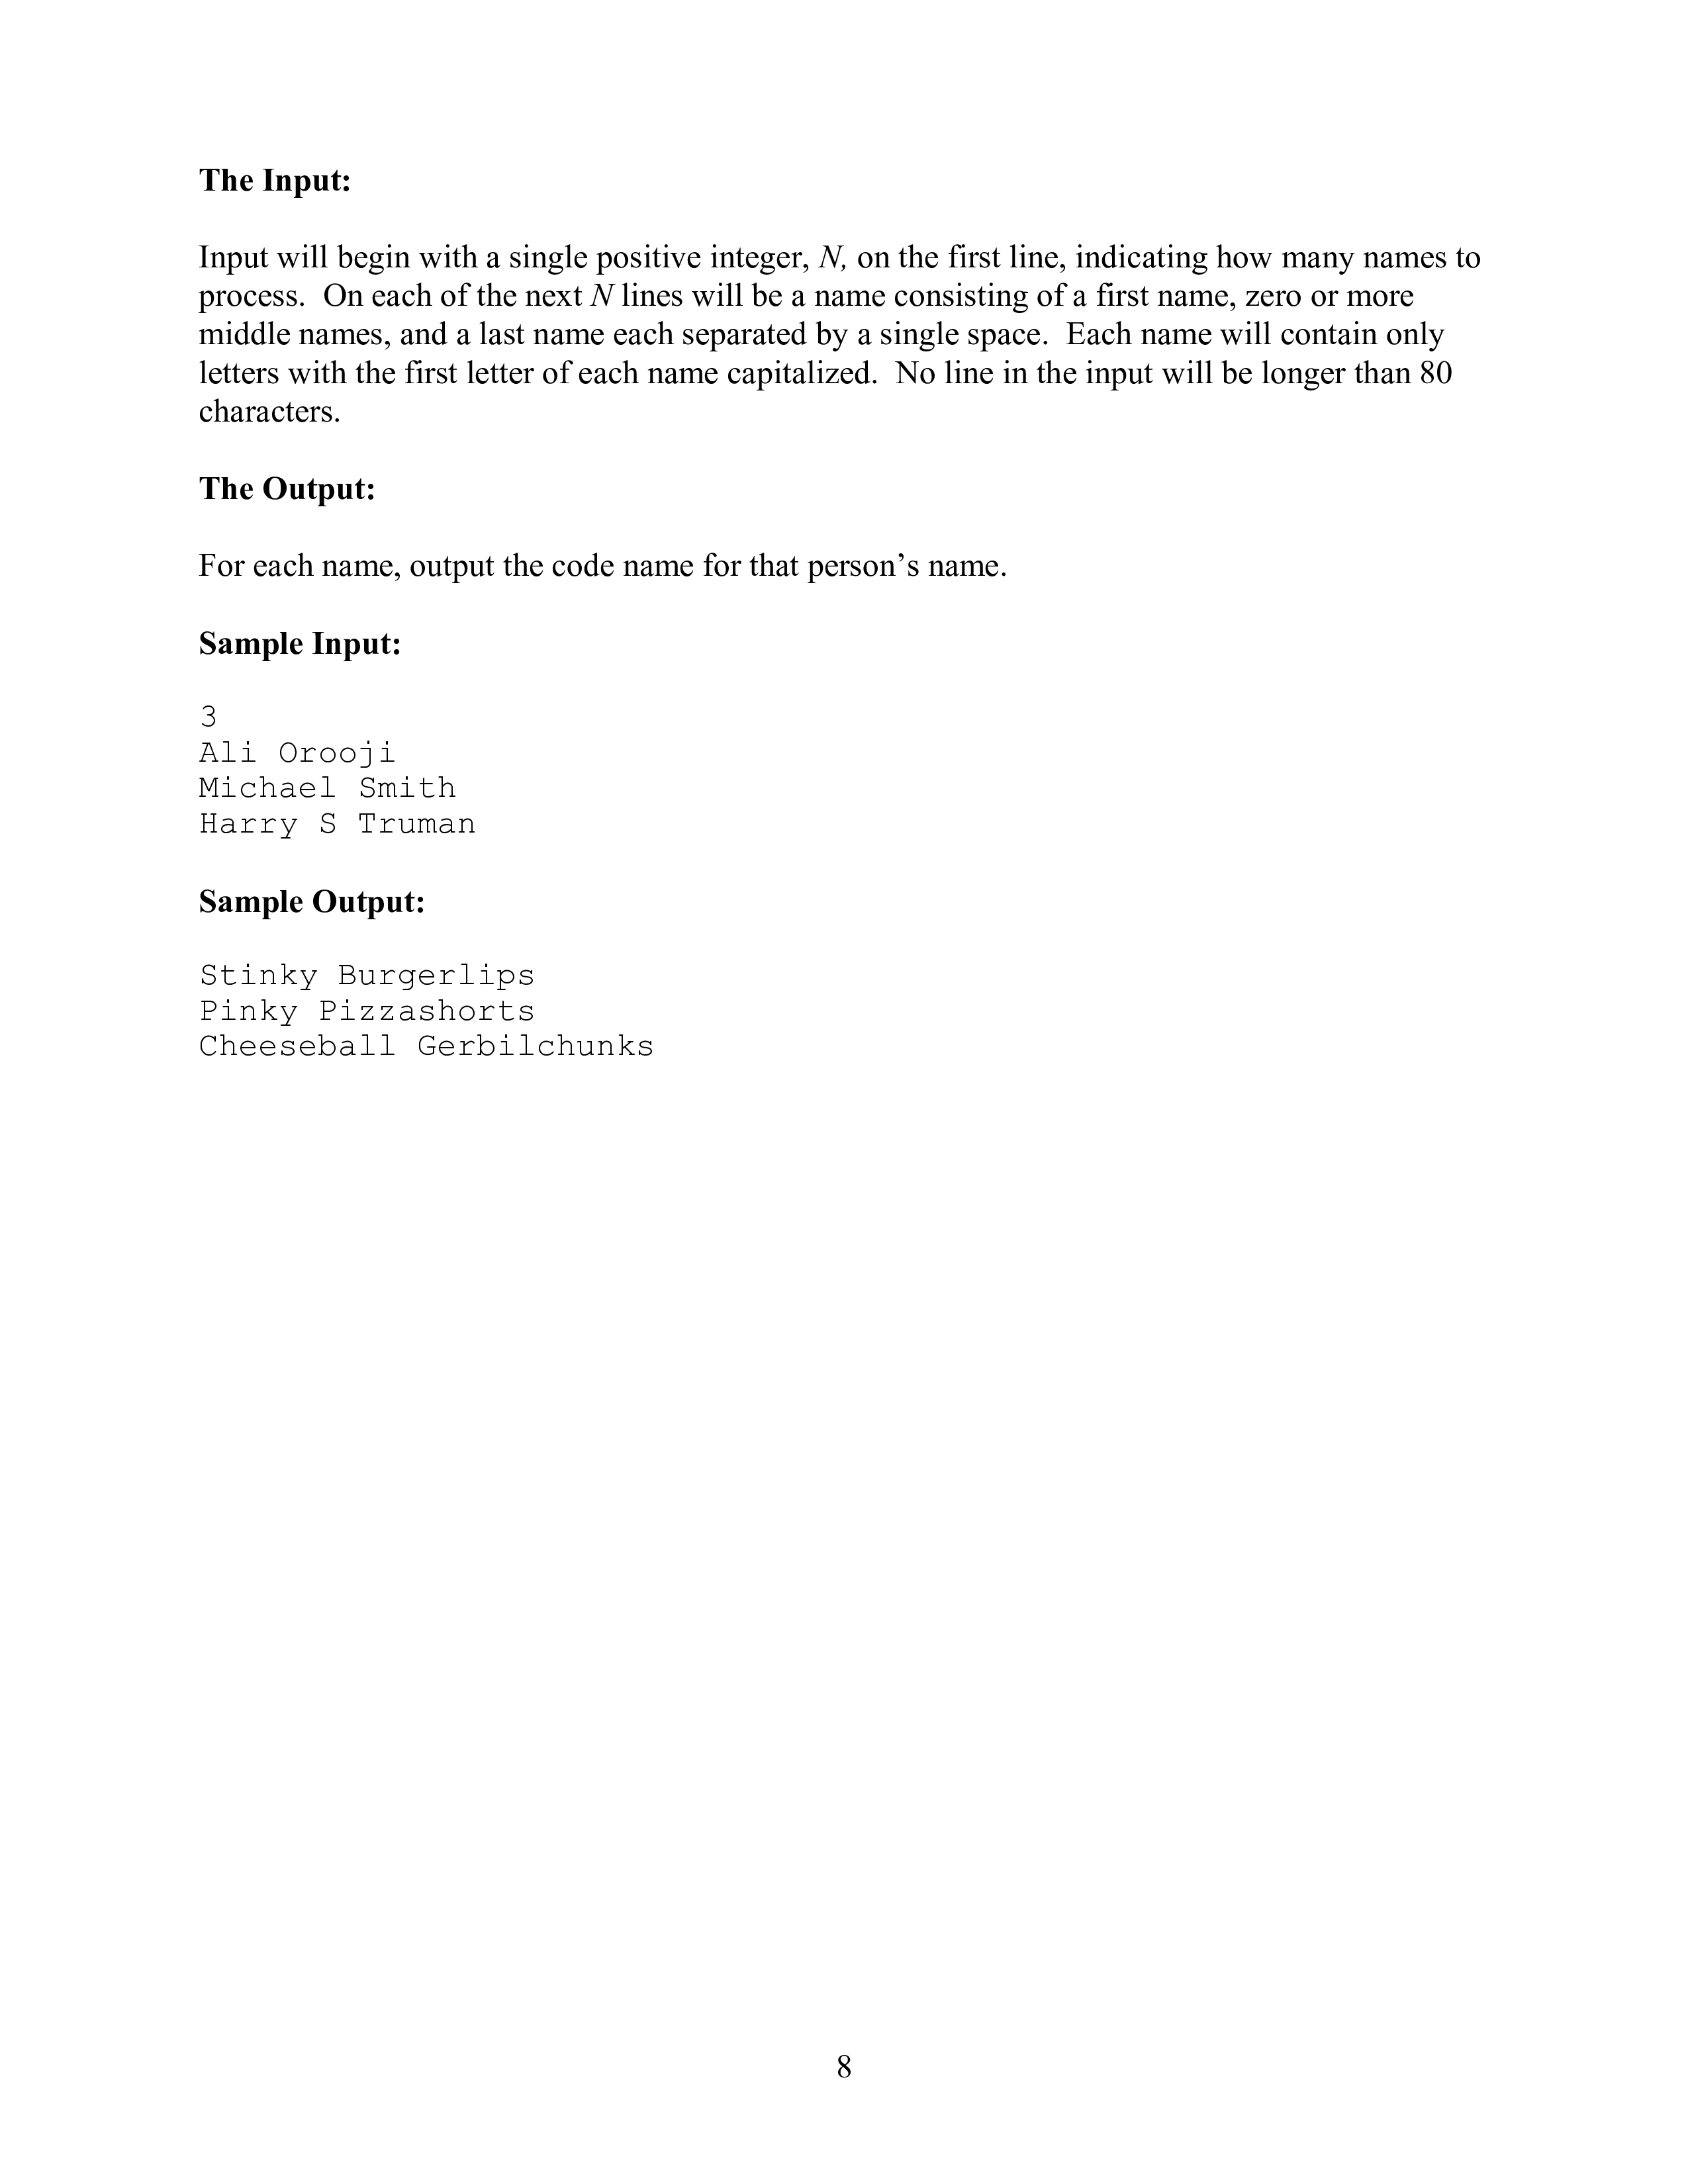 The Input:
Input will begin with a single positive integer, N, on the first line, indicating how many names to
process.  On each of the next N lines will be a name consisting of a first name, zero or more
middle names, and a last name each separated by a single space.  Each name will contain only
letters with the first letter of each name capitalized.  No line in the input will be longer than 80
characters.
The Output:
For each name, output the code name for that person’s name.
Sample Input:
3
Ali Orooji
Michael Smith
Harry S Truman
Sample Output:
Stinky Burgerlips
Pinky Pizzashorts
Cheeseball Gerbilchunks
8